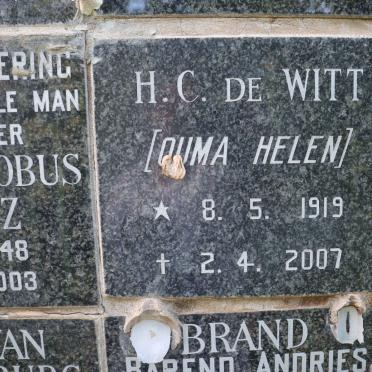 ERING
LE MAN
ER
OBUS
Z
48
003
H. C. DE WITT
[OUMA HELEN]
★ 8. 5. 1919
✝ 2. 4. 2007
AN
BRAND
BAREND ANDRIES